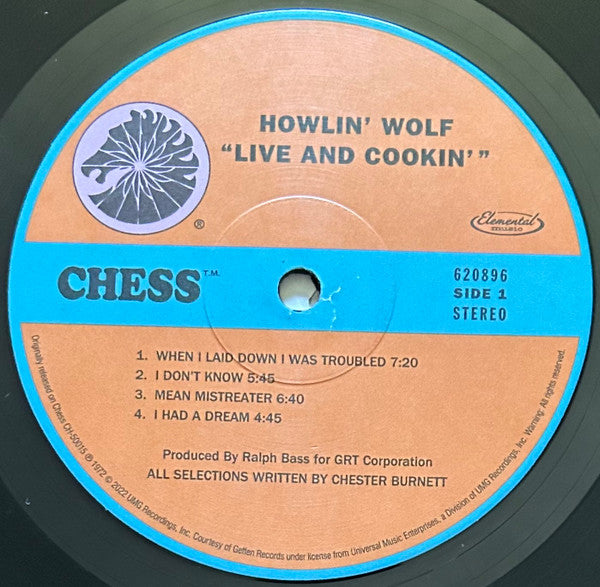 HOWLIN' WOLF
"LIVE AND COOKIN'"
®
Elemental
MUSIC
CHESS T.M.
620896
SIDE 1
STEREO
1. WHEN I LAID DOWN I WAS TROUBLED 7:20
2. I DON'T KNOW 5:45
3. MEAN MISTREATER 6:40
4. I HAD A DREAM 4:45
Produced By Ralph Bass for GRT Corporation
ALL SELECTIONS WRITTEN BY CHESTER BURNETT
Originally released on Chess CH-50015 ℗ 1972 © 2022 UMG Recordings, Inc. Courtesy of Geffen Records under license from Universal Music Enterprises, a Division of UMG Recordings, Inc. Warning: All rights reserved.